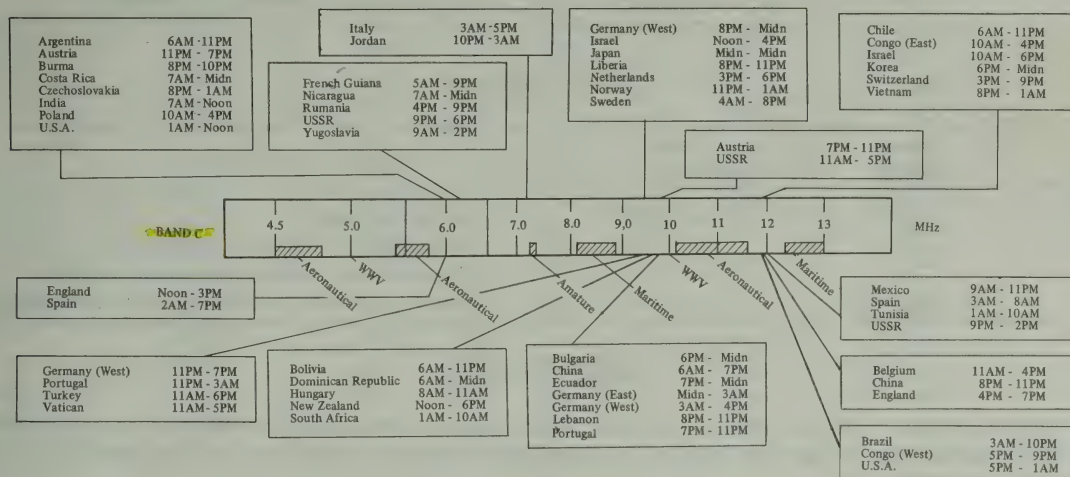 Argentina 6AM-11PM
Austria 11PM - 7PM
Burma 8PM -10PM
Costa Rica 7AM - Midn
Czechoslovakia 8PM - 1AM
India 7AM - Noon
Poland 10AM - 4PM
U.S.A. 1AM - Noon
Italy 3AM - 5PM
Jordan 10PM - 3AM
French Guiana 5AM - 9PM
Nicaragua 7AM - Midn
Rumania 4PM - 9PM
USSR 9PM - 6PM
Yugoslavia 9AM - 2PM
Germany (West) 8PM - Midn
Israel Noon - 4PM
Japan Midn - Midn
Liberia 8PM - 11PM
Netherlands 3PM - 6PM
Norway 11PM - 1AM
Sweden 4AM - 8PM
Austria 7PM - 11PM
USSR 11AM - 5PM
Chile 6AM - 11PM
Congo (East) 10AM - 4PM
Israel 10AM - 6PM
Korea 6PM - Midn
Switzerland 3PM - 9PM
Vietnam 8PM - 1AM
BAND C
4.5 5.0 6.0 7.0 8.0 9.0 10 11 12 13 MHz
Aeronautical
WWV
Aeronautical
Amature
Maritime
WWV
Aeronautical
Maritime
England Noon - 3PM
Spain 2AM - 7PM
Germany (West) 11PM - 7PM
Portugal 11PM - 3AM
Turkey 11AM - 6PM
Vatican 11AM - 5PM
Bolivia 6AM - 11PM
Dominican Republic 6AM - Midn
Hungary 8AM - 11AM
New Zealand Noon - 6PM
South Africa 1AM - 10AM
Bulgaria 6PM - Midn
China 6AM - 7PM
Ecuador 7PM - Midn
Germany (East) Midn - 3AM
Germany (West) 3AM - 4PM
Lebanon 8PM - 11PM
Portugal 7PM - 11PM
Mexico 9AM - 11PM
Spain 3AM - 8AM
Tunisia 1AM - 10AM
USSR 9PM - 2PM
Belgium 11AM - 4PM
China 8PM - 11PM
England 4PM - 7PM
Brazil 3AM - 10PM
Congo (West) 5PM - 9PM
U.S.A. 5PM - 1AM